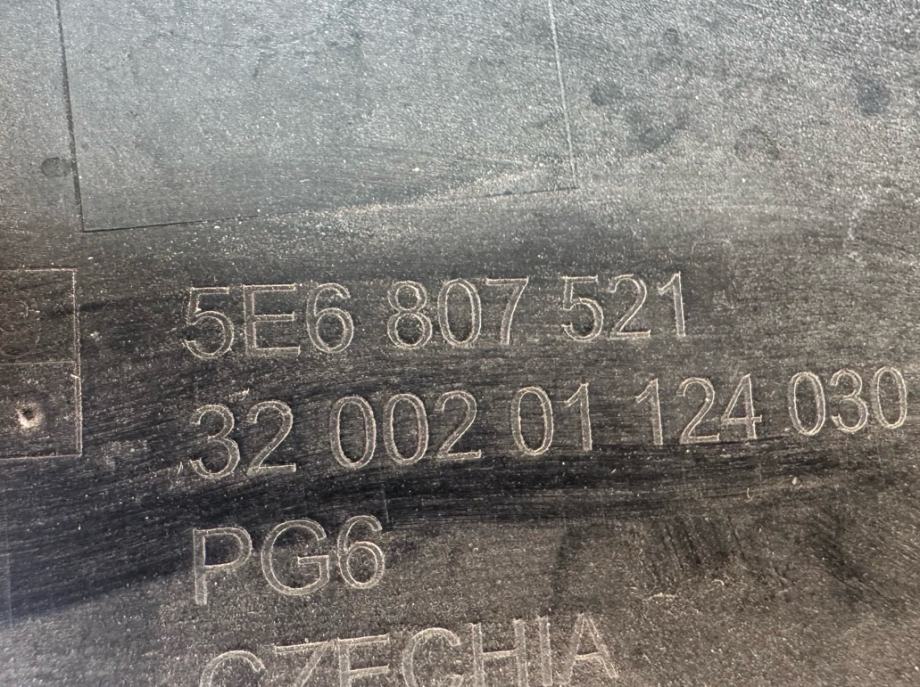 5E6 807 521
32 002 01 124 030
PG6
CZECHIA